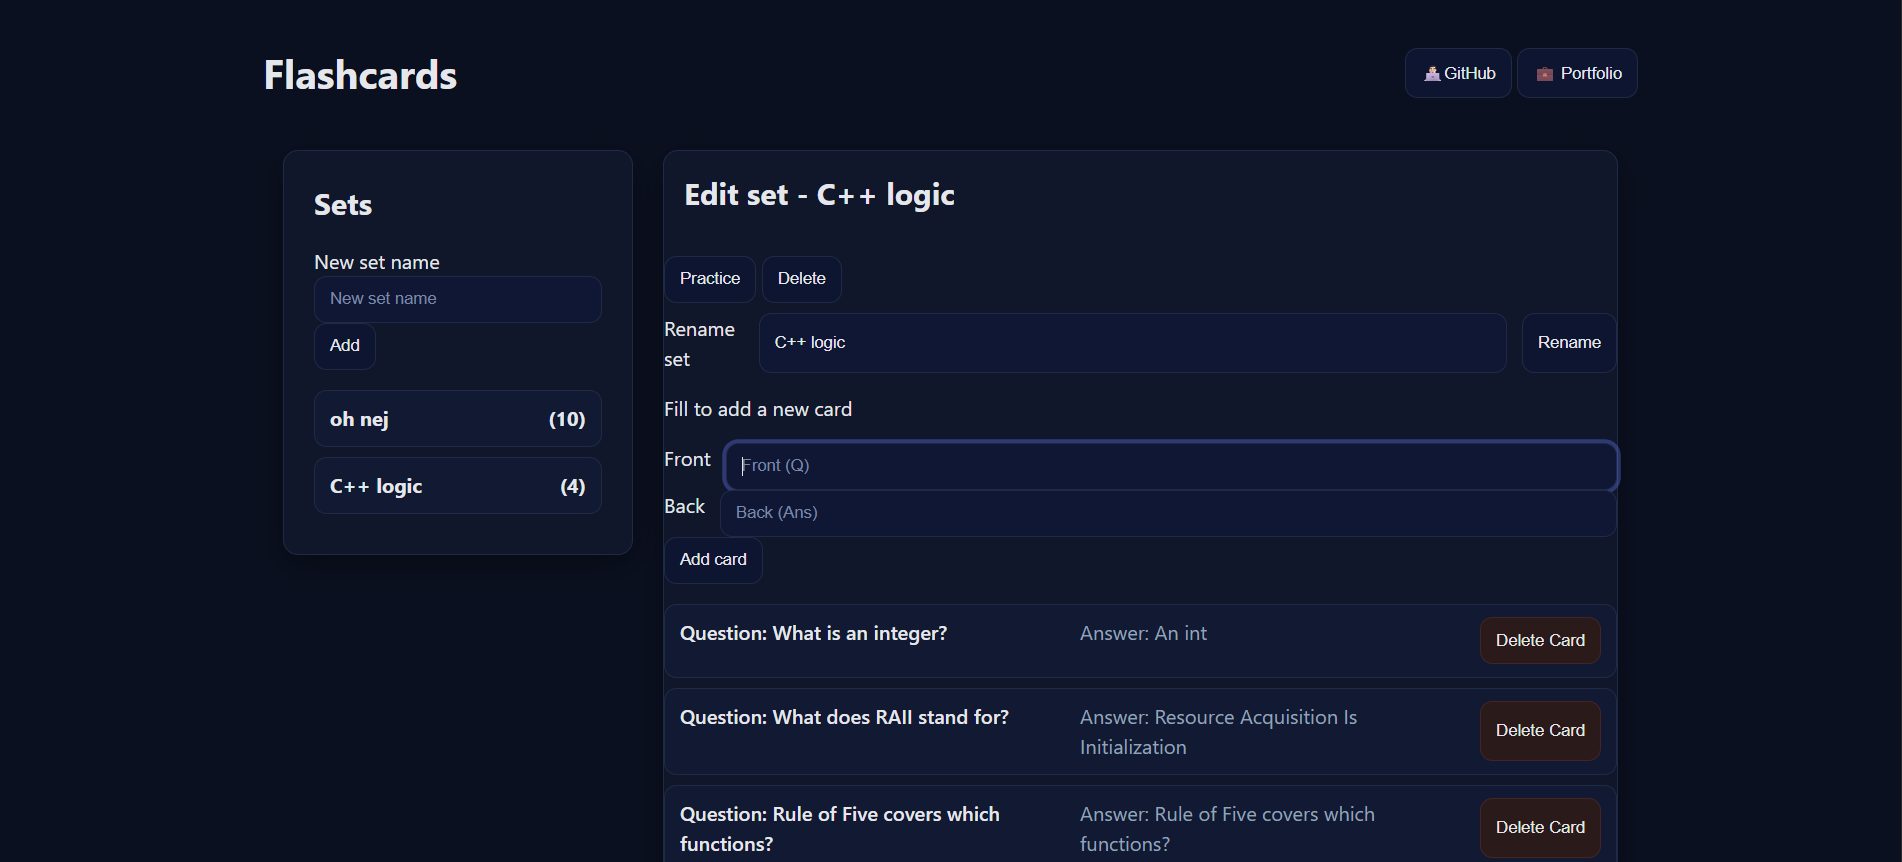 Flashcards
GitHub
Portfolio
Sets
New set name
New set name
Add
oh nej (10)
C++ logic (4)
Edit set - C++ logic
Practice
Delete
Rename
set
C++ logic
Rename
Fill to add a new card
Front
Front (Q)
Back
Back (Ans)
Add card
Question: What is an integer?
Answer: An int
Delete Card
Question: What does RAII stand for?
Answer: Resource Acquisition Is
Initialization
Delete Card
Question: Rule of Five covers which
functions?
Answer: Rule of Five covers which
functions?
Delete Card